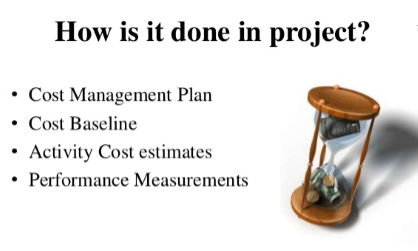 How is it done in project?
• Cost Management Plan
• Cost Baseline
• Activity Cost estimates
• Performance Measurements